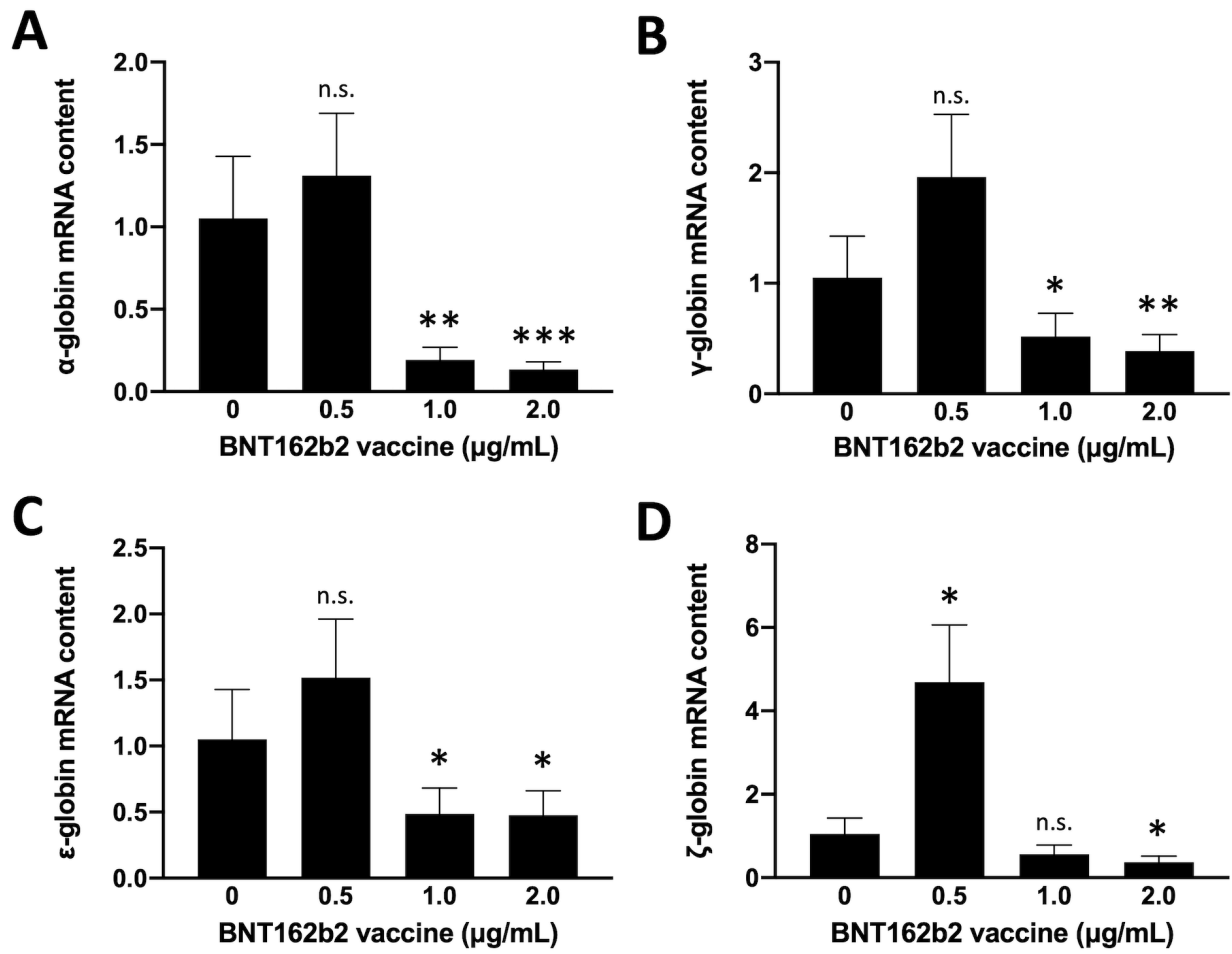 A
α-globin mRNA content
2.0
1.5
1.0
0.5
0.0
n.s.
**
***
0 0.5 1.0 2.0
BNT162b2 vaccine (µg/mL)
B
γ-globin mRNA content
3
2
1
0
n.s.
*
**
0 0.5 1.0 2.0
BNT162b2 vaccine (µg/mL)
C
ε-globin mRNA content
2.5
2.0
1.5
1.0
0.5
0.0
n.s.
*
*
0 0.5 1.0 2.0
BNT162b2 vaccine (µg/mL)
D
ζ-globin mRNA content
8
6
4
2
0
*
n.s.
*
0 0.5 1.0 2.0
BNT162b2 vaccine (µg/mL)